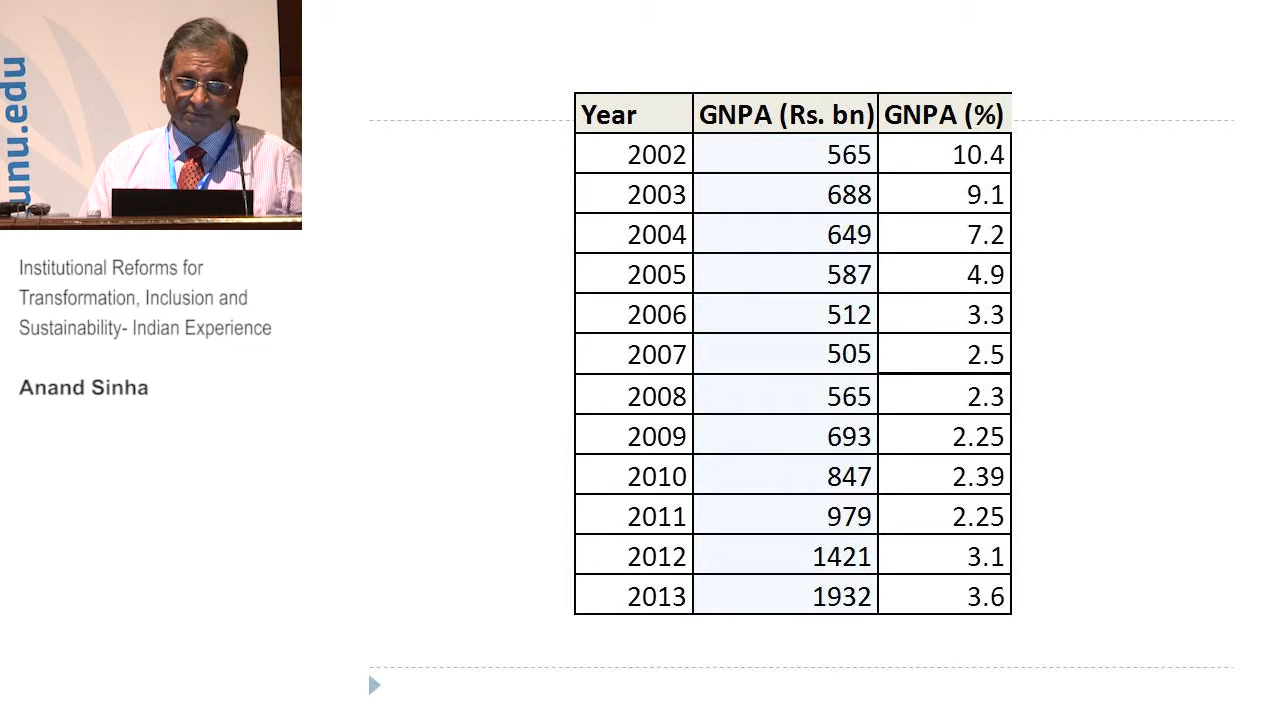 unu.edu
Institutional Reforms for
Transformation, Inclusion and
Sustainability- Indian Experience
Anand Sinha
Year GNPA (Rs. bn) GNPA (%)
2002 565 10.4
2003 688 9.1
2004 649 7.2
2005 587 4.9
2006 512 3.3
2007 505 2.5
2008 565 2.3
2009 693 2.25
2010 847 2.39
2011 979 2.25
2012 1421 3.1
2013 1932 3.6